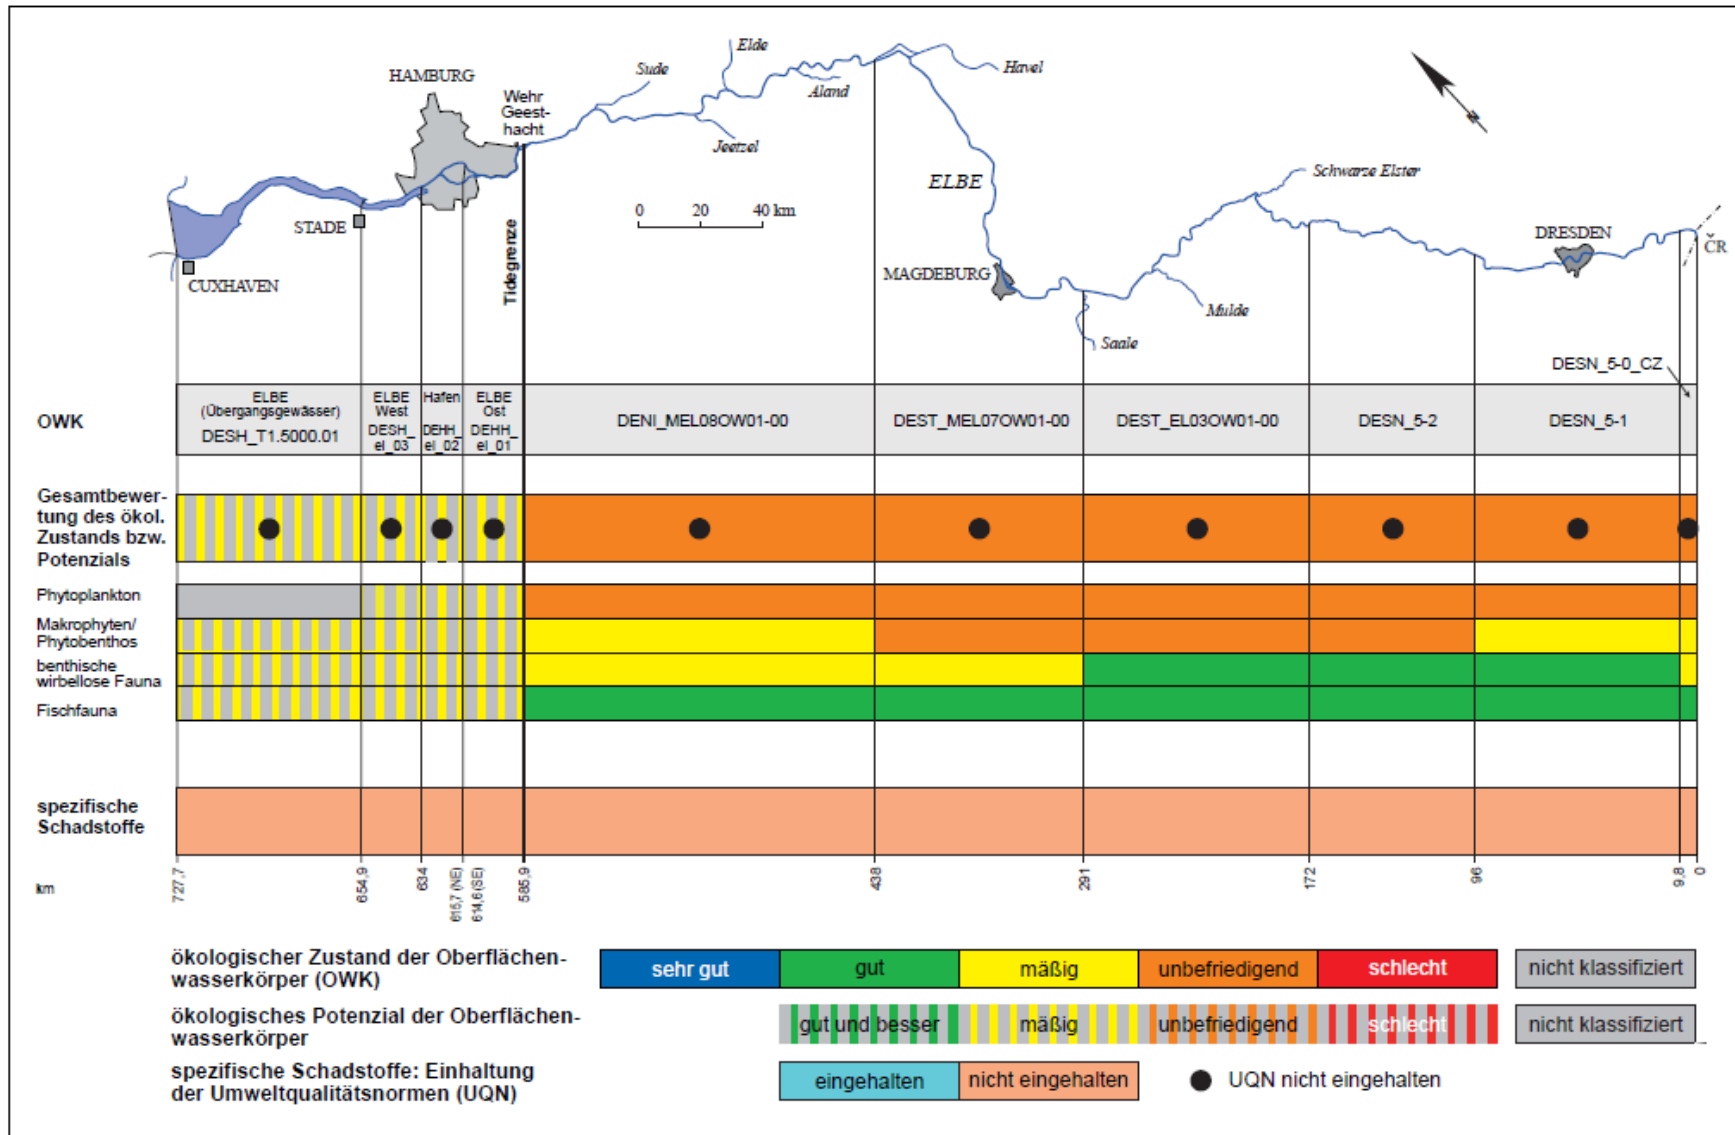 Elde
Havel
HAMBURG
Sude
Wehr
Geest-
hacht
Aland
N
Jeetzel
Schwarze Elster
ELBE
0 20 40 km
STADE
DRESDEN
ČR
Tidegrenze
MAGDEBURG
CUXHAVEN
Mulde
Saale
DESN_5-0_CZ
OWK
ELBE
(Übergangsgewässer)
DESH_T1.5000.01
ELBE
West
DESH_
el_03
Hafen
DEHH_
el_02
ELBE
Ost
DEHH_
el_01
DENI_MEL08OW01-00
DEST_MEL07OW01-00
DEST_EL03OW01-00
DESN_5-2
DESN_5-1
Gesamtbewer-
tung des ökol.
Zustands bzw.
Potenzials
Phytoplankton
Makrophyten/
Phytobenthos
benthische
wirbellose Fauna
Fischfauna
spezifische
Schadstoffe
km
727,7
654,9
634
615,7 (NE)
614,6 (SE)
585,9
438
291
172
96
9,8
0
ökologischer Zustand der Oberflächen-
wasserkörper (OWK)
sehr gut
gut
mäßig
unbefriedigend
schlecht
nicht klassifiziert
ökologisches Potenzial der Oberflächen-
wasserkörper
gut und besser
mäßig
unbefriedigend
schlecht
nicht klassifiziert
spezifische Schadstoffe: Einhaltung
der Umweltqualitätsnormen (UQN)
eingehalten
nicht eingehalten
UQN nicht eingehalten